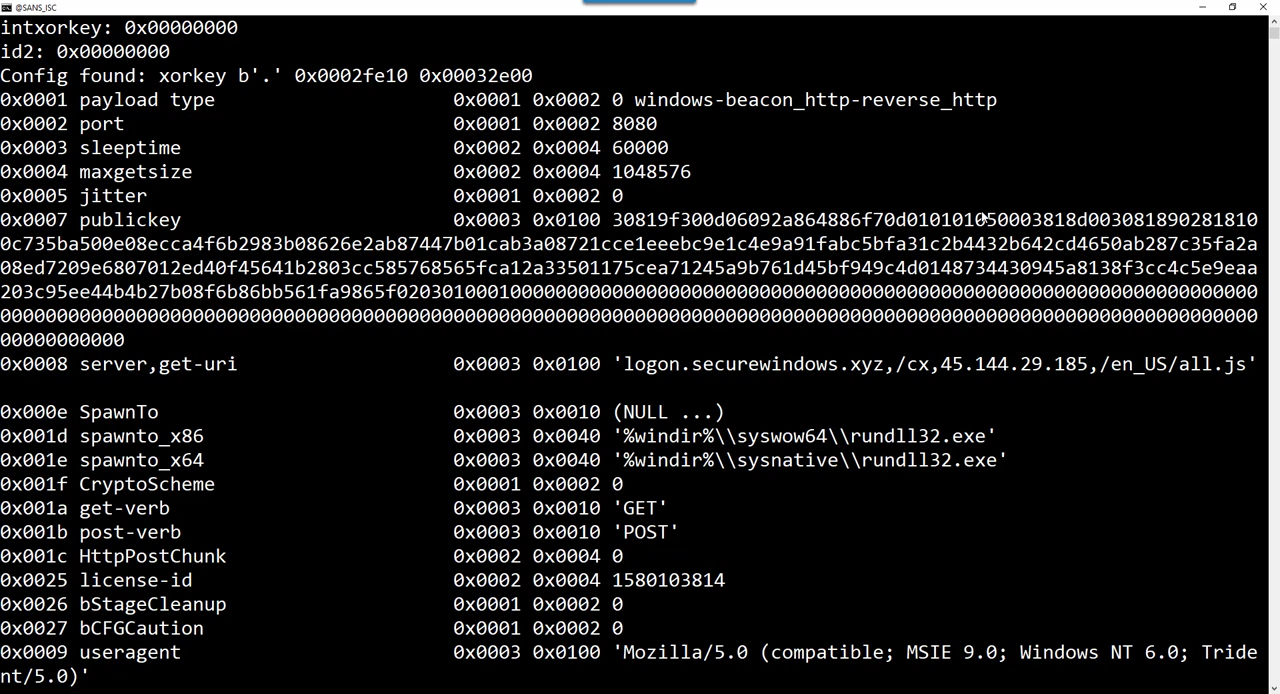 @SANS_ISC
intxorkey: 0x00000000
id2: 0x00000000
Config found: xorkey b'.' 0x0002fe10 0x00032e00
0x0001 payload type 0x0001 0x0002 0 windows-beacon_http-reverse_http
0x0002 port 0x0001 0x0002 8080
0x0003 sleeptime 0x0002 0x0004 60000
0x0004 maxgetsize 0x0002 0x0004 1048576
0x0005 jitter 0x0001 0x0002 0
0x0007 publickey 0x0003 0x0100 30819f300d06092a864886f70d010101050003818d0030818902818100
0c735ba500e08ecca4f6b2983b08626e2ab87447b01cab3a08721cce1eeebc9e1c4e9a91fabc5bfa31c2b4432b642cd4650ab287c35fa2a
08ed7209e6807012ed40f45641b2803cc585768565fca12a33501175cea71245a9b761d45bf949c4d0148734430945a8138f3cc4c5e9eaa
203c95ee44b4b27b08f6b86bb561fa9865f0203010001000000000000000000000000000000000000000000000000000000000000000000
000000000000000000000000000000000000000000000000000000000000000000000000000000000000000000000000000000000000000
00000000000
0x0008 server,get-uri 0x0003 0x0100 'logon.securewindows.xyz,/cx,45.144.29.185,/en_US/all.js'
0x000e SpawnTo 0x0003 0x0010 (NULL ...)
0x001d spawnto_x86 0x0003 0x0040 '%windir%\\syswow64\\rundll32.exe'
0x001e spawnto_x64 0x0003 0x0040 '%windir%\\sysnative\\rundll32.exe'
0x001f CryptoScheme 0x0001 0x0002 0
0x001a get-verb 0x0003 0x0010 'GET'
0x001b post-verb 0x0003 0x0010 'POST'
0x001c HttpPostChunk 0x0002 0x0004 0
0x0025 license-id 0x0002 0x0004 1580103814
0x0026 bStageCleanup 0x0001 0x0002 0
0x0027 bCFGCaution 0x0001 0x0002 0
0x0009 useragent 0x0003 0x0100 'Mozilla/5.0 (compatible; MSIE 9.0; Windows NT 6.0; Tride
nt/5.0)'